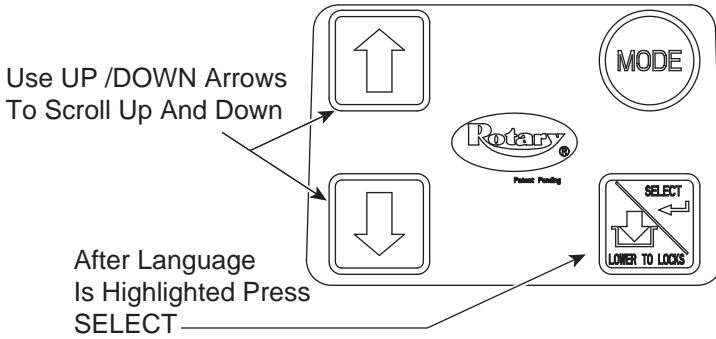 MODE
Use UP /DOWN Arrows
To Scroll Up And Down
Rotary
®
Patent Pending
SELECT
LOWER TO LOCKS
After Language
Is Highlighted Press
SELECT